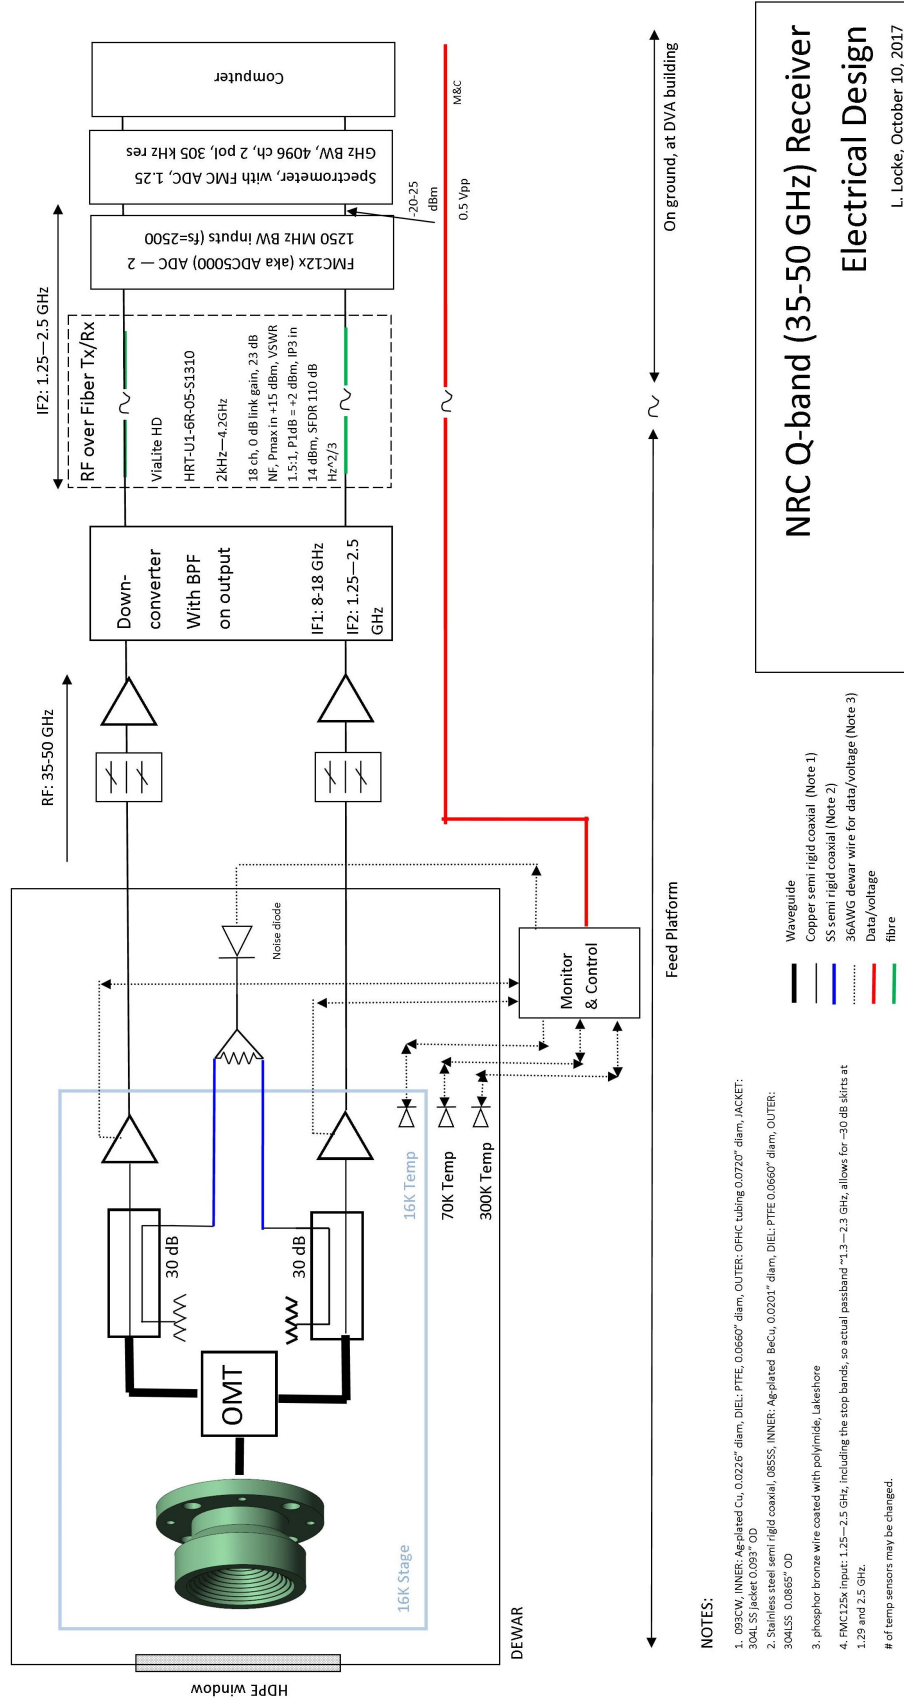 HDPE window
DEWAR
16K Stage
OMT
30 dB
30 dB
16K Temp
70K Temp
300K Temp
Noise diode
Monitor
& Control
RF: 35-50 GHz
Down-
converter
With BPF
on output
IF1: 8-18 GHz
IF2: 1.25—2.5
GHz
IF2: 1.25—2.5 GHz
RF over Fiber Tx/Rx
ViaLite HD
HRT-U1-6R-05-S1310
2kHz—4.2GHz
18 ch, 0 dB link gain, 23 dB
NF, Pmax in +15 dBm, VSWR
1.5:1, P1dB = +2 dBm, IP3 in
14 dBm, SFDR 110 dB
Hz^2/3
FMC12x (aka ADC5000) ADC — 2
1250 MHz BW inputs (fs=2500
Spectrometer, with FMC ADC, 1.25
GHz BW, 4096 ch, 2 pol, 305 kHz res
Computer
-20-25
dBm
0.5 Vpp
M&C
Feed Platform
On ground, at DVA building
NOTES:
1. 093CW, INNER: Ag-plated Cu, 0.0226" diam, DIEL: PTFE, 0.0660" diam, OUTER: OFHC tubing 0.0720" diam, JACKET:
304L SS jacket 0.093" OD
2. Stainless steel semi rigid coaxial, 085SS, INNER: Ag-plated BeCu, 0.0201" diam, DIEL: PTFE 0.0660" diam, OUTER:
304LSS 0.0865" OD
3. phosphor bronze wire coated with polyimide, Lakeshore
4. FMC125x input: 1.25—2.5 GHz, including the stop bands, so actual passband ~1.3—2.3 GHz, allows for –30 dB skirts at
1.29 and 2.5 GHz.
# of temp sensors may be changed.
Waveguide
Copper semi rigid coaxial (Note 1)
SS semi rigid coaxial (Note 2)
36AWG dewar wire for data/voltage (Note 3)
Data/voltage
fibre
NRC Q-band (35-50 GHz) Receiver
Electrical Design
L. Locke, October 10, 2017